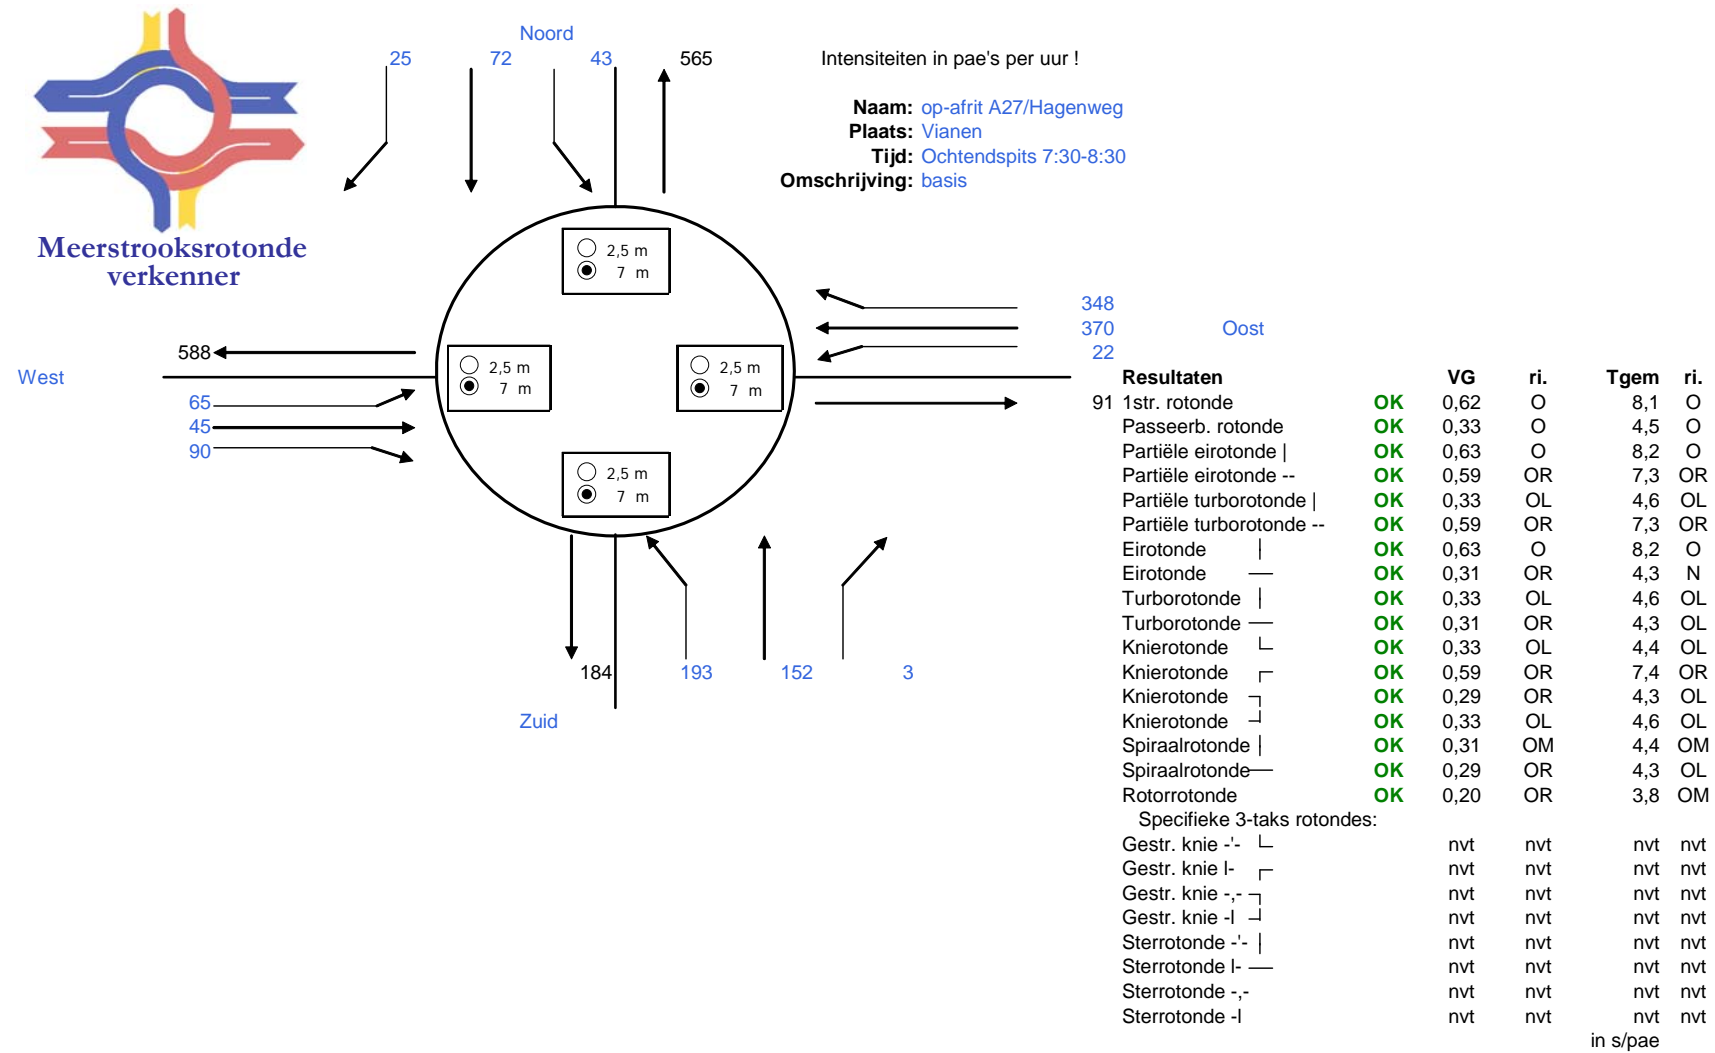 Noord
25 72 43 565 Intensiteiten in pae's per uur !
Naam: op-afrit A27/Hagenweg
Plaats: Vianen
Tijd: Ochtendspits 7:30-8:30
Omschrijving: basis
Meerstrooksrotonde
verkenner
2,5 m
7 m
348
370 Oost
22
588
West
65
45
90
2,5 m
7 m
2,5 m
7 m
2,5 m
7 m
91
184 193 152 3
Zuid
Resultaten VG ri. Tgem ri.
1str. rotonde OK 0,62 O 8,1 O
Passeerb. rotonde OK 0,33 O 4,5 O
Partiële eirotonde | OK 0,63 O 8,2 O
Partiële eirotonde -- OK 0,59 OR 7,3 OR
Partiële turborotonde | OK 0,33 OL 4,6 OL
Partiële turborotonde -- OK 0,59 OR 7,3 OR
Eirotonde OK 0,63 O 8,2 O
Eirotonde OK 0,31 OR 4,3 N
Turborotonde OK 0,33 OL 4,6 OL
Turborotonde OK 0,31 OR 4,3 OL
Knierotonde OK 0,33 OL 4,4 OL
Knierotonde OK 0,59 OR 7,4 OR
Knierotonde OK 0,29 OR 4,3 OL
Knierotonde OK 0,33 OL 4,6 OL
Spiraalrotonde OK 0,31 OM 4,4 OM
Spiraalrotonde OK 0,29 OR 4,3 OL
Rotorrotonde OK 0,20 OR 3,8 OM
Specifieke 3-taks rotondes:
Gestr. knie -'- nvt nvt nvt nvt
Gestr. knie l- nvt nvt nvt nvt
Gestr. knie -,- nvt nvt nvt nvt
Gestr. knie -l nvt nvt nvt nvt
Sterrotonde -'- nvt nvt nvt nvt
Sterrotonde l- nvt nvt nvt nvt
Sterrotonde -,- nvt nvt nvt nvt
Sterrotonde -l nvt nvt nvt nvt
in s/pae